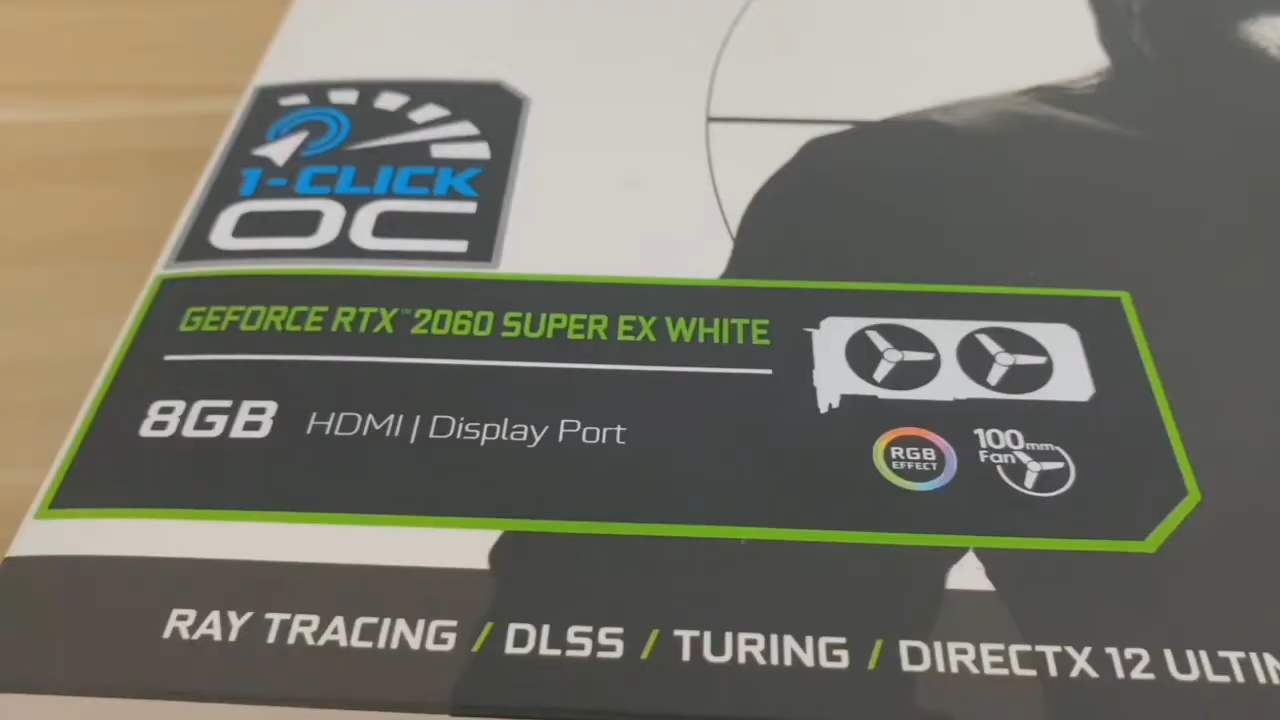 1-CLICK
OC
GEFORCE RTX™ 2060 SUPER EX WHITE
8GB HDMI | Display Port
RGB
EFFECT
100mm
Fan
RAY TRACING / DLSS / TURING / DIRECTX 12